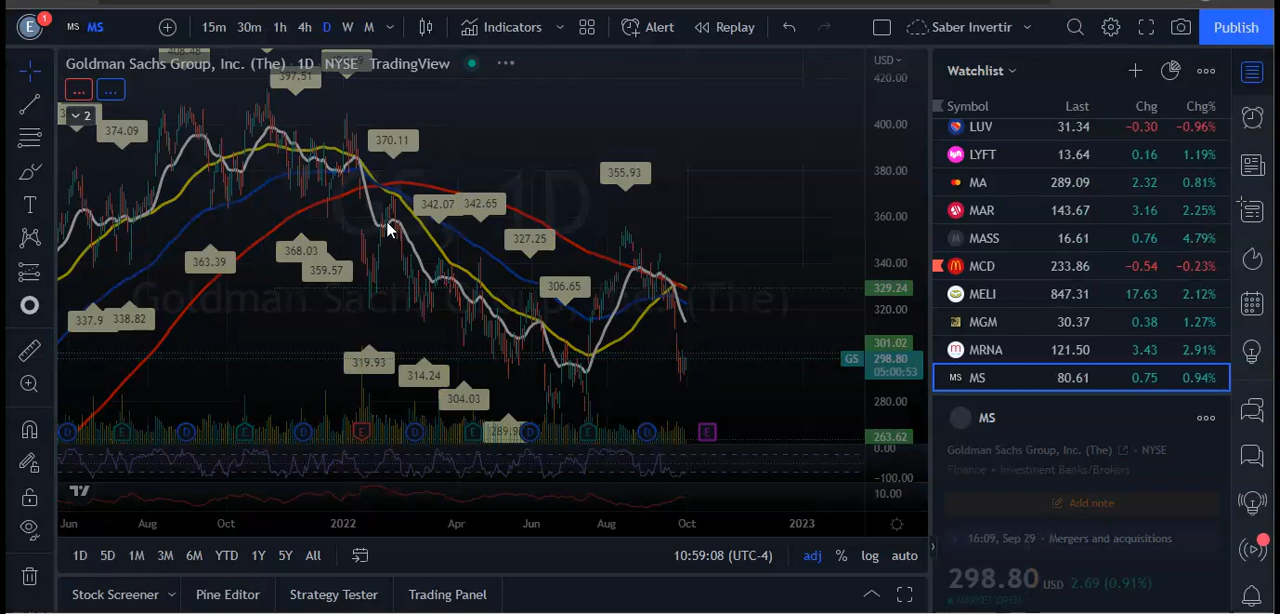 E 1 MS MS 15m 30m 1h 4h D W M Indicators Alert Replay Saber Invertir Publish
Goldman Sachs Group, Inc. (The) 1D NYSE TradingView
USD
... ...
2
420.00
400.00
380.00
360.00
340.00
329.24
320.00
301.02
GS 298.80
05:00:53
280.00
263.62
0.00
−100.00
10.00
397.51
374.09
370.11
355.93
342.07 342.65
327.25
368.03
363.39
359.57
306.65
337.9 338.82
319.93
314.24
304.03
D E D E D E D E D E D E
Goldman Sachs Group, Inc. (The)
Jun Aug Oct 2022 Apr Jun Aug Oct 2023
1D 5D 1M 3M 6M YTD 1Y 5Y All 10:59:08 (UTC-4) adj % log auto
Stock Screener Pine Editor Strategy Tester Trading Panel
Watchlist
Symbol Last Chg Chg%
LUV 31.34 −0.30 −0.96%
LYFT 13.64 0.16 1.19%
MA 289.09 2.32 0.81%
MAR 143.67 3.16 2.25%
MASS 16.61 0.76 4.79%
MCD 233.86 −0.54 −0.23%
MELI 847.31 17.63 2.12%
MGM 30.37 0.38 1.27%
MRNA 121.50 3.43 2.91%
MS MS 80.61 0.75 0.94%
MS
Goldman Sachs Group, Inc. (The) • NYSE
Finance • Investment Banks/Brokers
Add note
16:09, Sep 29 • Mergers and acquisitions
298.80 USD 2.69 (0.91%)
MARKET OPEN